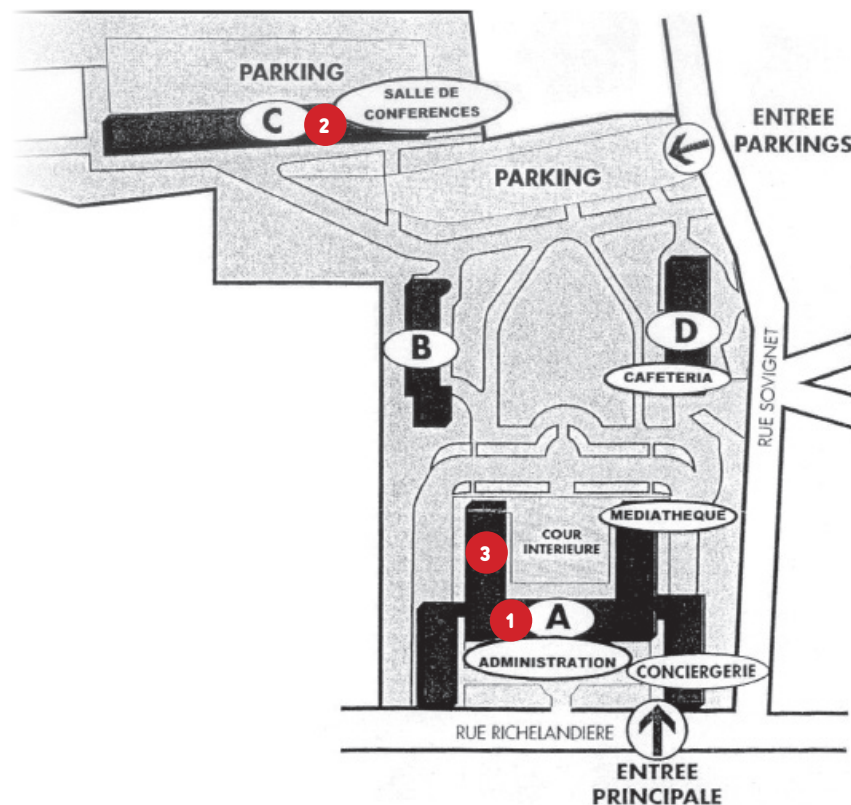 PARKING
SALLE DE
CONFERENCES
C
2
ENTREE
PARKINGS
PARKING
B
D
CAFETERIA
RUE SOVIGNET
MEDIATHEQUE
COUR
INTERIEURE
3
1
A
ADMINISTRATION
CONCIERGERIE
RUE RICHELANDIERE
ENTREE
PRINCIPALE